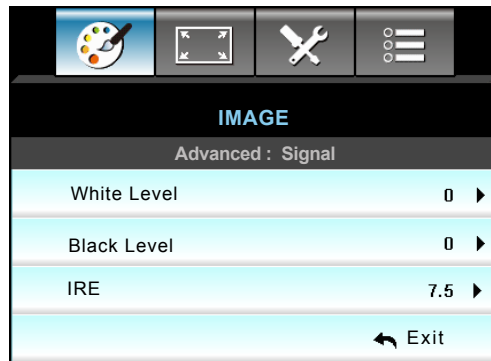 IMAGE
Advanced : Signal
White Level 0
Black Level 0
IRE 7.5
Exit